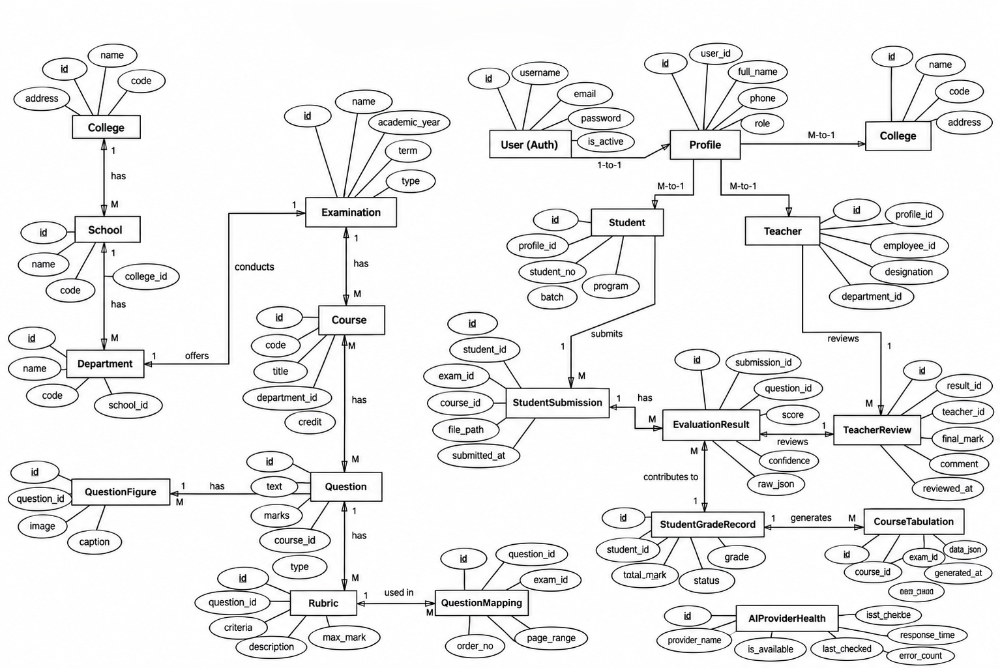 name
id
code
address
College
1
has
M
School
id
name
code
1
college_id
has
M
id
name
code
Department
school_id
1
offers
conducts
1
id
name
academic_year
term
type
Examination
1
has
M
id
code
title
department_id
credit
Course
M
has
M
id
text
marks
course_id
type
Question
1
M
has
QuestionFigure
id
question_id
image
caption
1
has
M
id
question_id
criteria
description
max_mark
Rubric
1
used in
M
id
question_id
exam_id
QuestionMapping
order_no
page_range
id
username
email
password
is_active
User (Auth)
1-to-1
id
user_id
full_name
phone
role
Profile
M-to-1
id
name
code
address
College
M-to-1
M-to-1
id
profile_id
student_no
batch
program
Student
id
profile_id
employee_id
designation
department_id
Teacher
submits
1
M
reviews
1
M
id
student_id
exam_id
course_id
file_path
submitted_at
StudentSubmission
1
has
M
id
submission_id
question_id
score
confidence
raw_json
EvaluationResult
1
reviews
id
result_id
teacher_id
final_mark
comment
reviewed_at
TeacherReview
M
contributes to
1
id
student_id
total_mark
status
grade
StudentGradeRecord
1
generates
M
CourseTabulation
id
course_id
exam_id
data_json
generated_at
AIProviderHealth
id
provider_name
is_available
last_checked
response_time
error_count